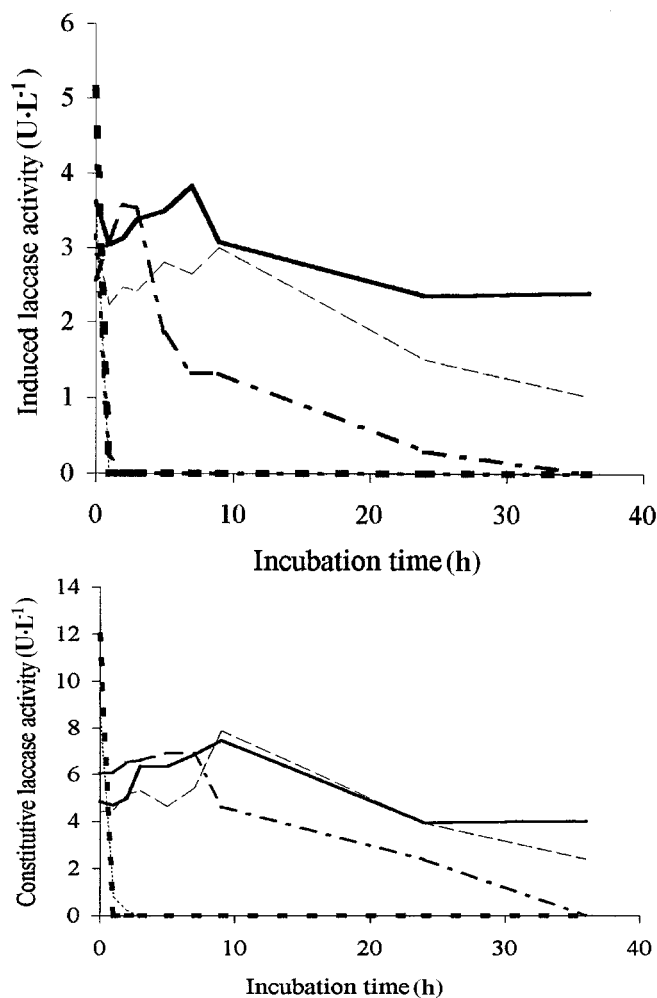 6
5
4
3
2
1
0
Induced laccase activity (U·L⁻¹)
0 10 20 30 40
Incubation time (h)
14
12
10
8
6
4
2
0
Constitutive laccase activity (U·L⁻¹)
0 10 20 30 40
Incubation time (h)